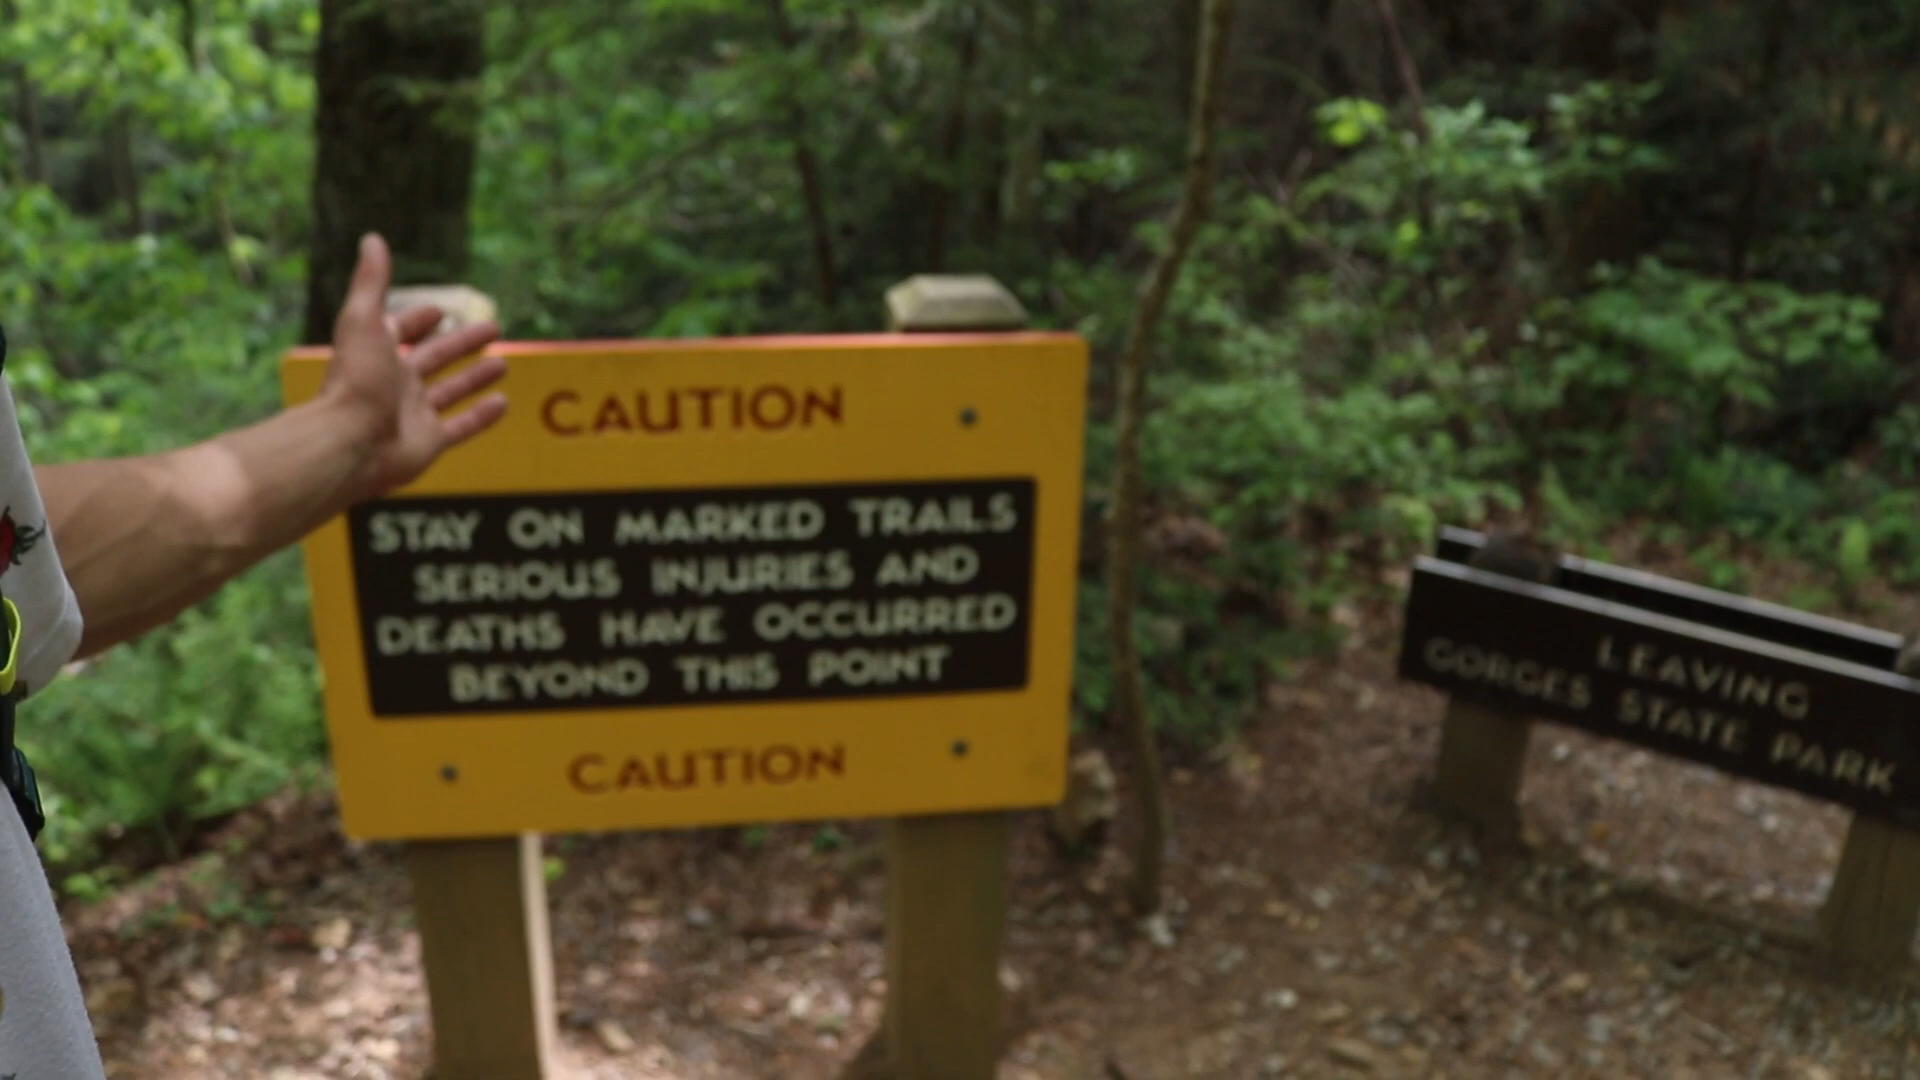 CAUTION
STAY ON MARKED TRAILS
SERIOUS INJURIES AND
DEATHS HAVE OCCURRED
BEYOND THIS POINT
CAUTION
LEAVING
GORGES STATE PARK